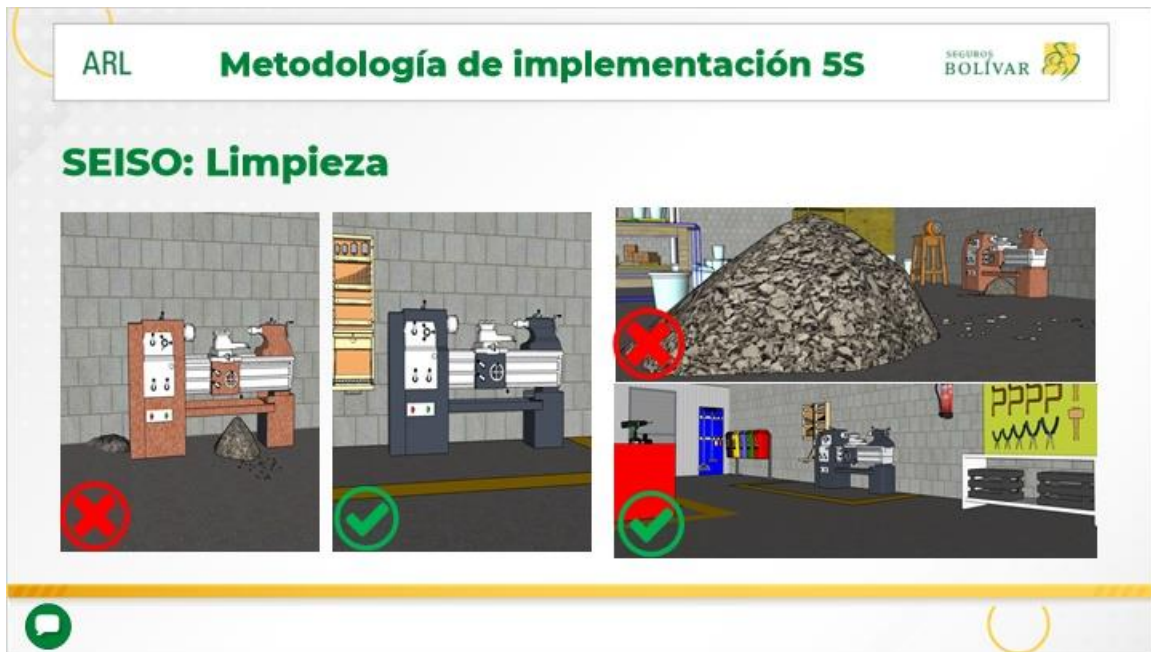 ARL
Metodología de implementación 5S
SEGUROS
BOLÍVAR
SEISO: Limpieza